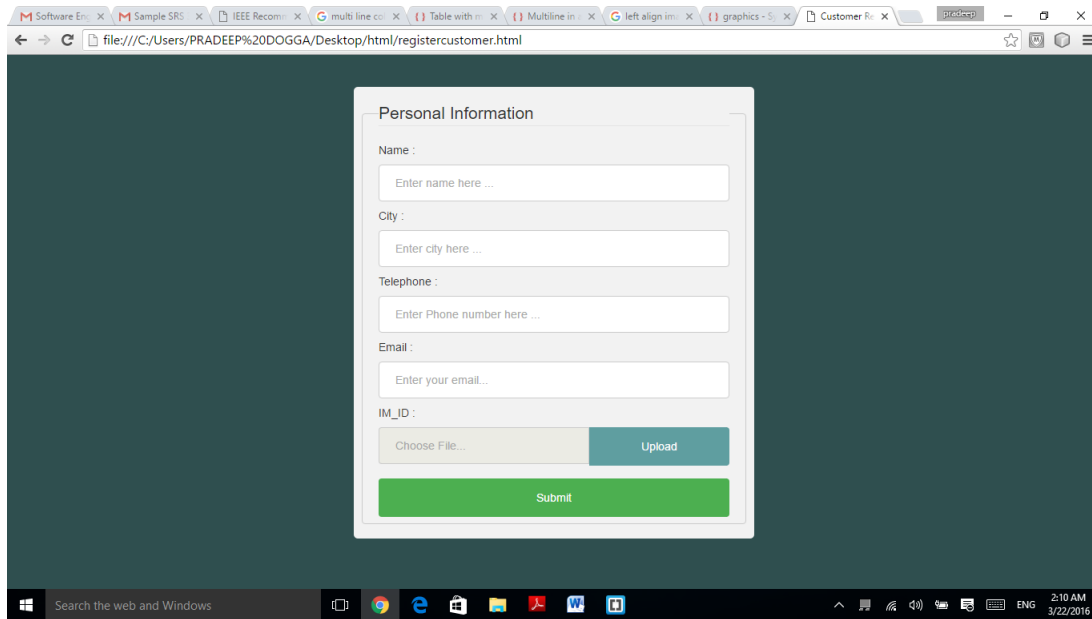 Software Eng
Sample SRS
IEEE Recomm
multi line col
Table with m
Multiline in
left align ima
graphics - S
Customer Re
pradeep
file:///C:/Users/PRADEEP%20DOGGA/Desktop/html/registercustomer.html
Personal Information
Name :
Enter name here ...
City :
Enter city here ...
Telephone :
Enter Phone number here ...
Email :
Enter your email...
IM_ID :
Choose File...
Upload
Submit
Search the web and Windows
ENG
2:10 AM
3/22/2016